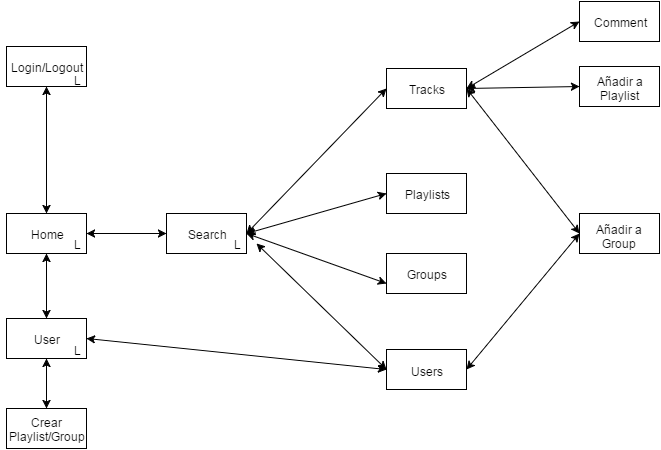 Comment
Login/Logout
L
Tracks
Añadir a
Playlist
Playlists
Home
L
Search
L
Añadir a
Group
Groups
User
L
Users
Crear
Playlist/Group